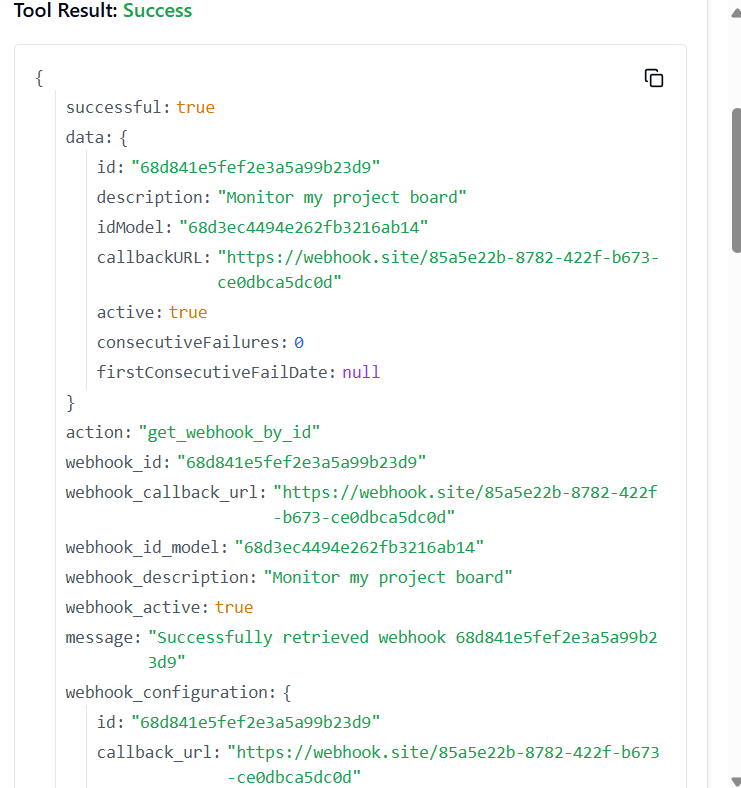 Tool Result: Success
{
successful: true
data: {
id: "68d841e5fef2e3a5a99b23d9"
description: "Monitor my project board"
idModel: "68d3ec4494e262fb3216ab14"
callbackURL: "https://webhook.site/85a5e22b-8782-422f-b673-
ce0dbca5dc0d"
active: true
consecutiveFailures: 0
firstConsecutiveFailDate: null
}
action: "get_webhook_by_id"
webhook_id: "68d841e5fef2e3a5a99b23d9"
webhook_callback_url: "https://webhook.site/85a5e22b-8782-422f
-b673-ce0dbca5dc0d"
webhook_id_model: "68d3ec4494e262fb3216ab14"
webhook_description: "Monitor my project board"
webhook_active: true
message: "Successfully retrieved webhook 68d841e5fef2e3a5a99b2
3d9"
webhook_configuration: {
id: "68d841e5fef2e3a5a99b23d9"
callback_url: "https://webhook.site/85a5e22b-8782-422f-b673
-ce0dbca5dc0d"